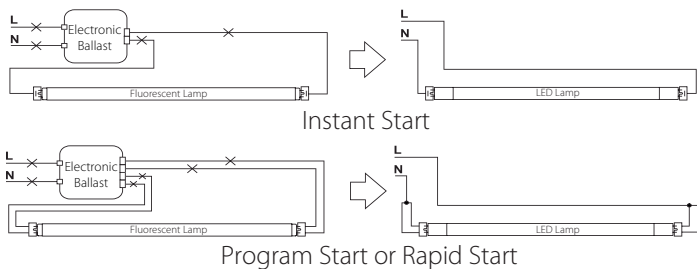 L
N
Electronic
Ballast
Fluorescent Lamp
L
N
LED Lamp
Instant Start
L
N
Electronic
Ballast
Fluorescent Lamp
L
N
LED Lamp
Program Start or Rapid Start